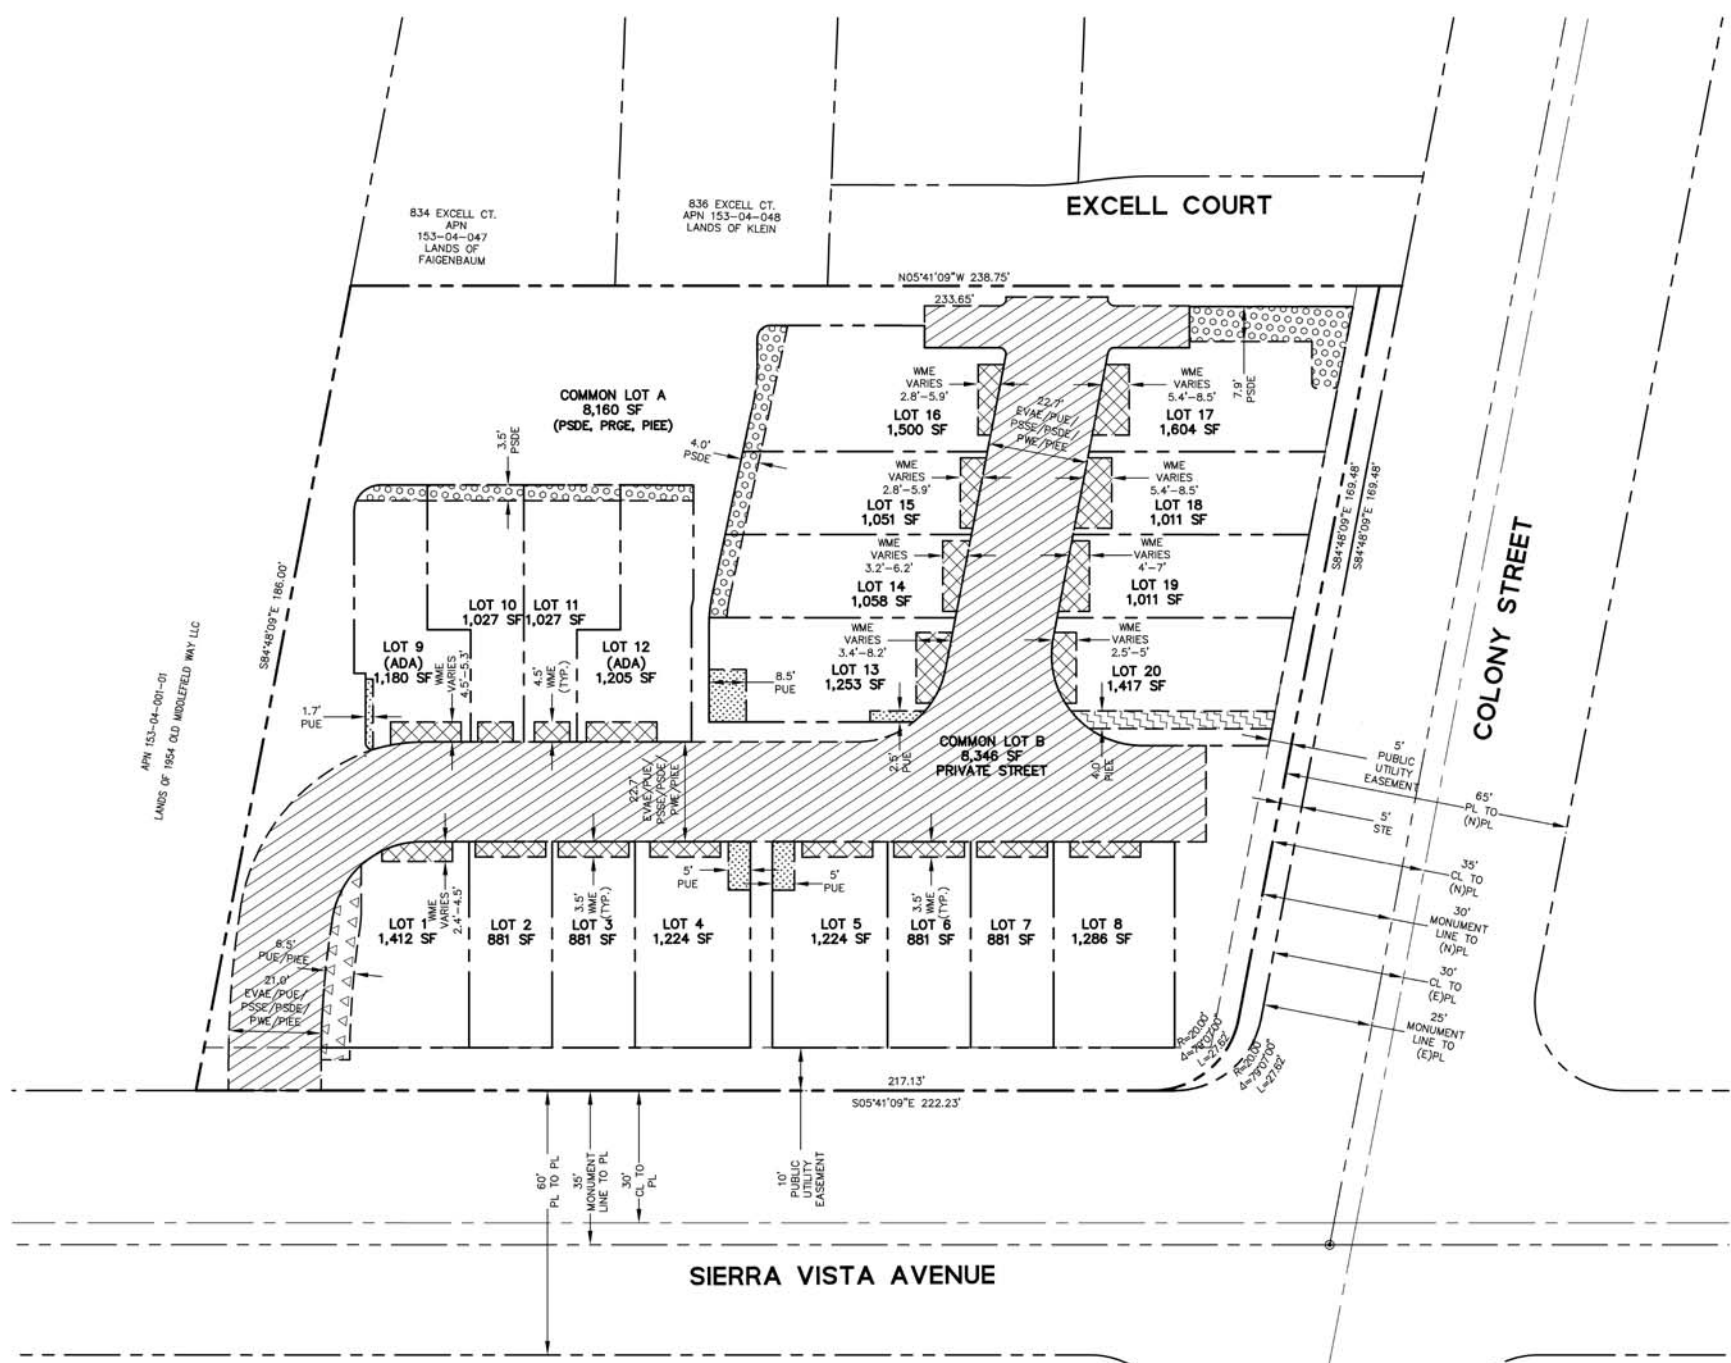 EXCELL COURT
834 EXCELL CT.
APN
153-04-047
LANDS OF
FAIGENBAUM
836 EXCELL CT.
APN 153-04-048
LANDS OF KLEIN
N05°41'09"W 238.75'
233.65'
COMMON LOT A
8,160 SF
(PSDE, PRGE, PIEE)
3.5'
PSDE
4.0'
PSDE
WME
VARIES
2.8'-5.9'
LOT 16
1,500 SF
22.7'
EVAE/PUE/
PSSE/PSDE/
PWE/PIEE
WME
VARIES
5.4'-8.5'
LOT 17
1,604 SF
7.9'
PSDE
WME
VARIES
2.8'-5.9'
LOT 15
1,051 SF
WME
VARIES
5.4'-8.5'
LOT 18
1,011 SF
WME
VARIES
3.2'-6.2'
LOT 14
1,058 SF
WME
VARIES
4'-7'
LOT 19
1,011 SF
WME
VARIES
3.4'-8.2'
LOT 13
1,253 SF
WME
VARIES
2.5'-5'
LOT 20
1,417 SF
S84°48'09"E 169.48'
S84°48'09"E 169.48'
COLONY STREET
S84°48'09"E 186.00'
APN 153-04-001-01
LANDS OF 1954 OLD MIDDLEFIELD WAY LLC
LOT 9
(ADA)
1,180 SF
LOT 10
1,027 SF
LOT 11
1,027 SF
LOT 12
(ADA)
1,205 SF
WME
VARIES
4.5'-5.3'
4.5'
WME
(TYP.)
1.7'
PUE
8.5'
PUE
2.5'
PUE
4.0'
PIEE
COMMON LOT B
8,346 SF
PRIVATE STREET
22.7'
EVAE/PUE/
PSSE/PSDE/
PWE/PIEE
5'
PUBLIC
UTILITY
EASEMENT
65'
PL TO
(N)PL
5'
STE
35'
CL TO
(N)PL
30'
MONUMENT
LINE TO
(N)PL
30'
CL TO
(E)PL
25'
MONUMENT
LINE TO
(E)PL
LOT 1
1,412 SF
WME
VARIES
2.4'-4.5'
LOT 2
881 SF
LOT 3
881 SF
3.5'
WME
(TYP.)
LOT 4
1,224 SF
5'
PUE
5'
PUE
LOT 5
1,224 SF
LOT 6
881 SF
3.5'
WME
(TYP.)
LOT 7
881 SF
LOT 8
1,286 SF
6.5'
PUE/PIEE
21.0'
EVAE/PUE/
PSSE/PSDE/
PWE/PIEE
R=20.00'
Δ=79°07'00"
L=27.62'
R=20.00'
Δ=79°07'00"
L=27.62'
217.13'
S05°41'09"E 222.23'
60'
PL TO PL
35'
MONUMENT
LINE TO PL
30'
CL TO
PL
10'
PUBLIC
UTILITY
EASEMENT
SIERRA VISTA AVENUE